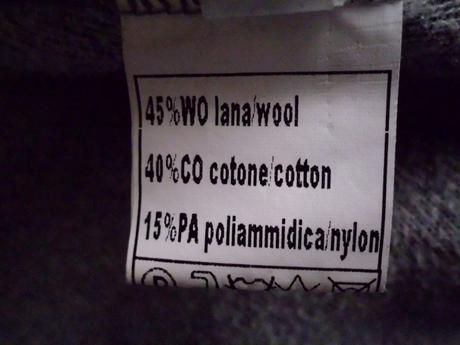 45%WO lana/wool
40%CO cotone/cotton
15%PA poliammidica/nylon